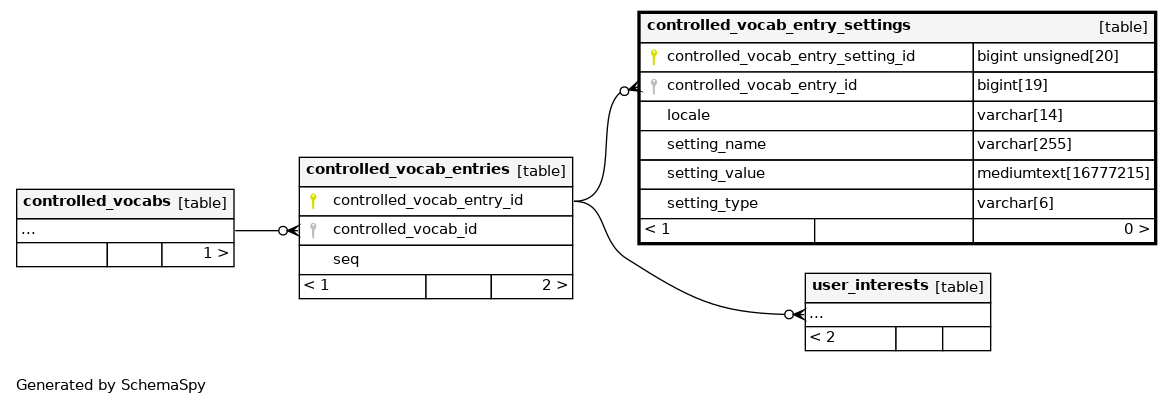 controlled_vocabs [table]
...
1 >
controlled_vocab_entries [table]
controlled_vocab_entry_id
controlled_vocab_id
seq
< 1 2 >
controlled_vocab_entry_settings [table]
controlled_vocab_entry_setting_id bigint unsigned[20]
controlled_vocab_entry_id bigint[19]
locale varchar[14]
setting_name varchar[255]
setting_value mediumtext[16777215]
setting_type varchar[6]
< 1 0 >
user_interests [table]
...
< 2
Generated by SchemaSpy